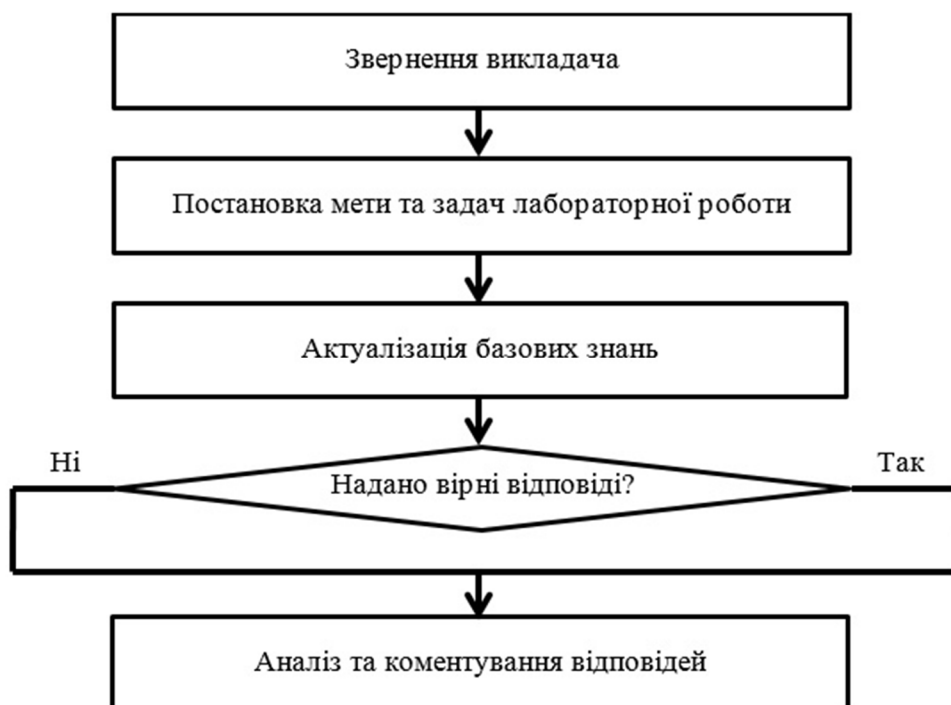 Звернення викладача
Постановка мети та задач лабораторної роботи
Актуалізація базових знань
Ні
Так
Надано вірні відповіді?
Аналіз та коментування відповідей